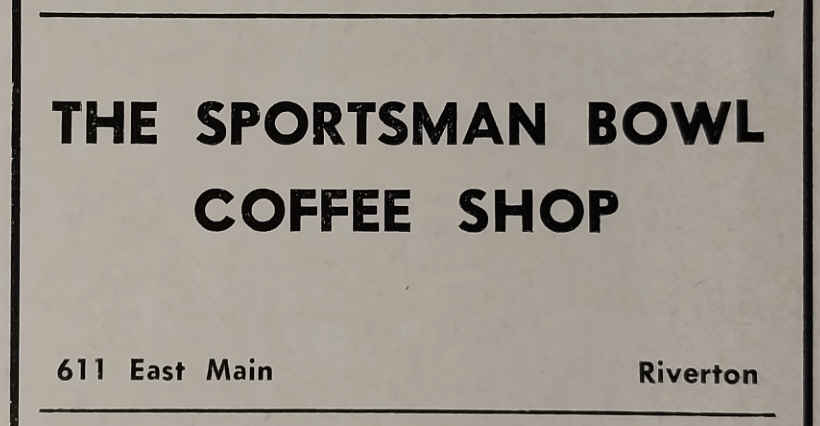 THE SPORTSMAN BOWL
COFFEE SHOP
611 East Main Riverton